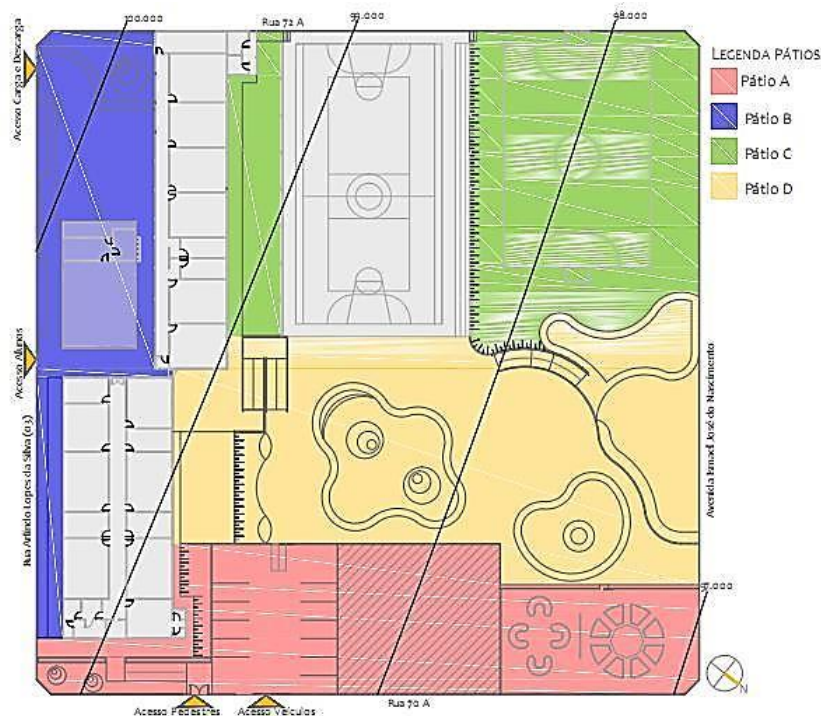 100.000
Rua 72 A
99.000
98.000
Acesso Carga e Descarga
LEGENDA PÁTIOS
Pátio A
Pátio B
Pátio C
Pátio D
Acesso Alunos
Rua Arlindo Lopes da Silva (03)
Avenida Ismael José do Nascimento
97.000
N
Rua 70 A
Acesso Pedestres
Acesso Veículos